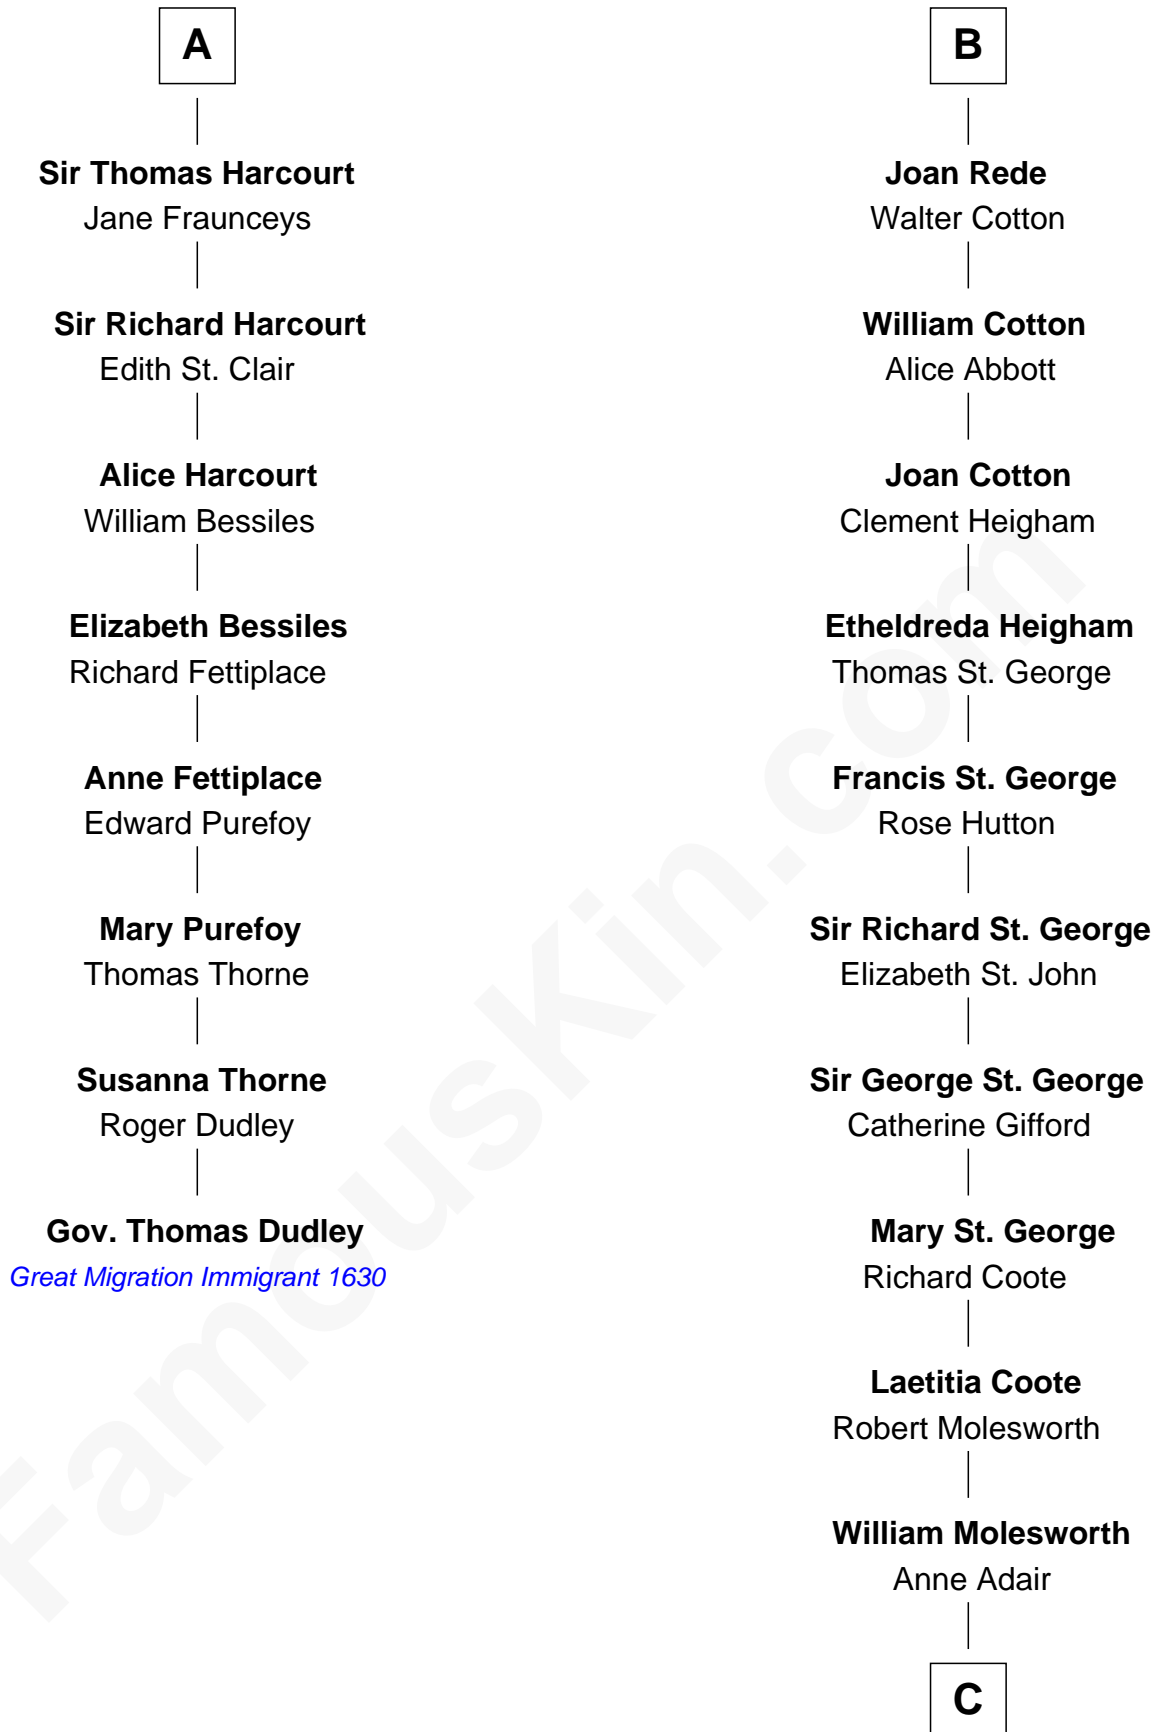 A
Sir Thomas Harcourt
Jane Fraunceys
Sir Richard Harcourt
Edith St. Clair
Alice Harcourt
William Bessiles
Elizabeth Bessiles
Richard Fettiplace
Anne Fettiplace
Edward Purefoy
Mary Purefoy
Thomas Thorne
Susanna Thorne
Roger Dudley
Gov. Thomas Dudley
Great Migration Immigrant 1630
B
Joan Rede
Walter Cotton
William Cotton
Alice Abbott
Joan Cotton
Clement Heigham
Etheldreda Heigham
Thomas St. George
Francis St. George
Rose Hutton
Sir Richard St. George
Elizabeth St. John
Sir George St. George
Catherine Gifford
Mary St. George
Richard Coote
Laetitia Coote
Robert Molesworth
William Molesworth
Anne Adair
C
FamousKin.com